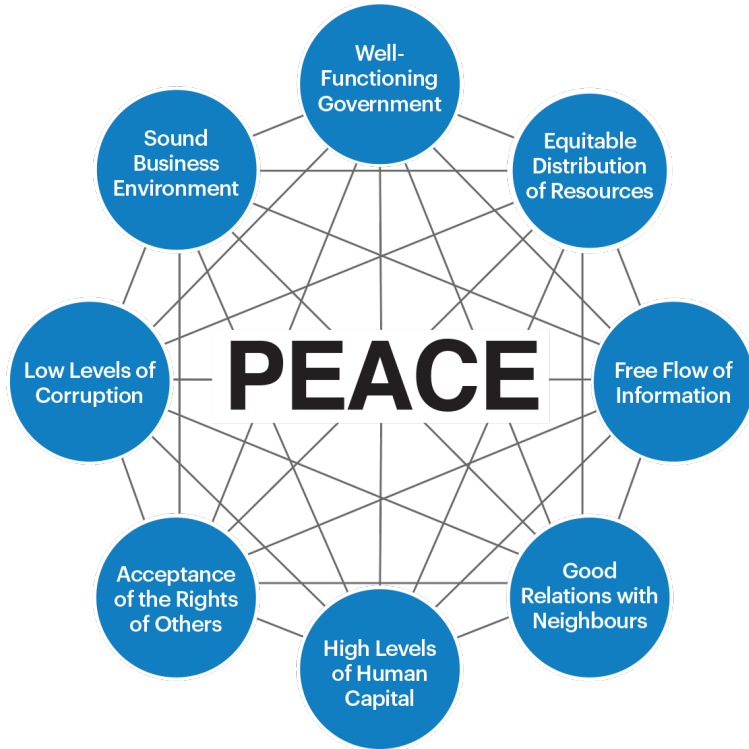 Well-
Functioning
Government
Sound
Business
Environment
Equitable
Distribution
of Resources
Low Levels of
Corruption
PEACE
Free Flow of
Information
Acceptance
of the Rights
of Others
Good
Relations with
Neighbours
High Levels
of Human
Capital